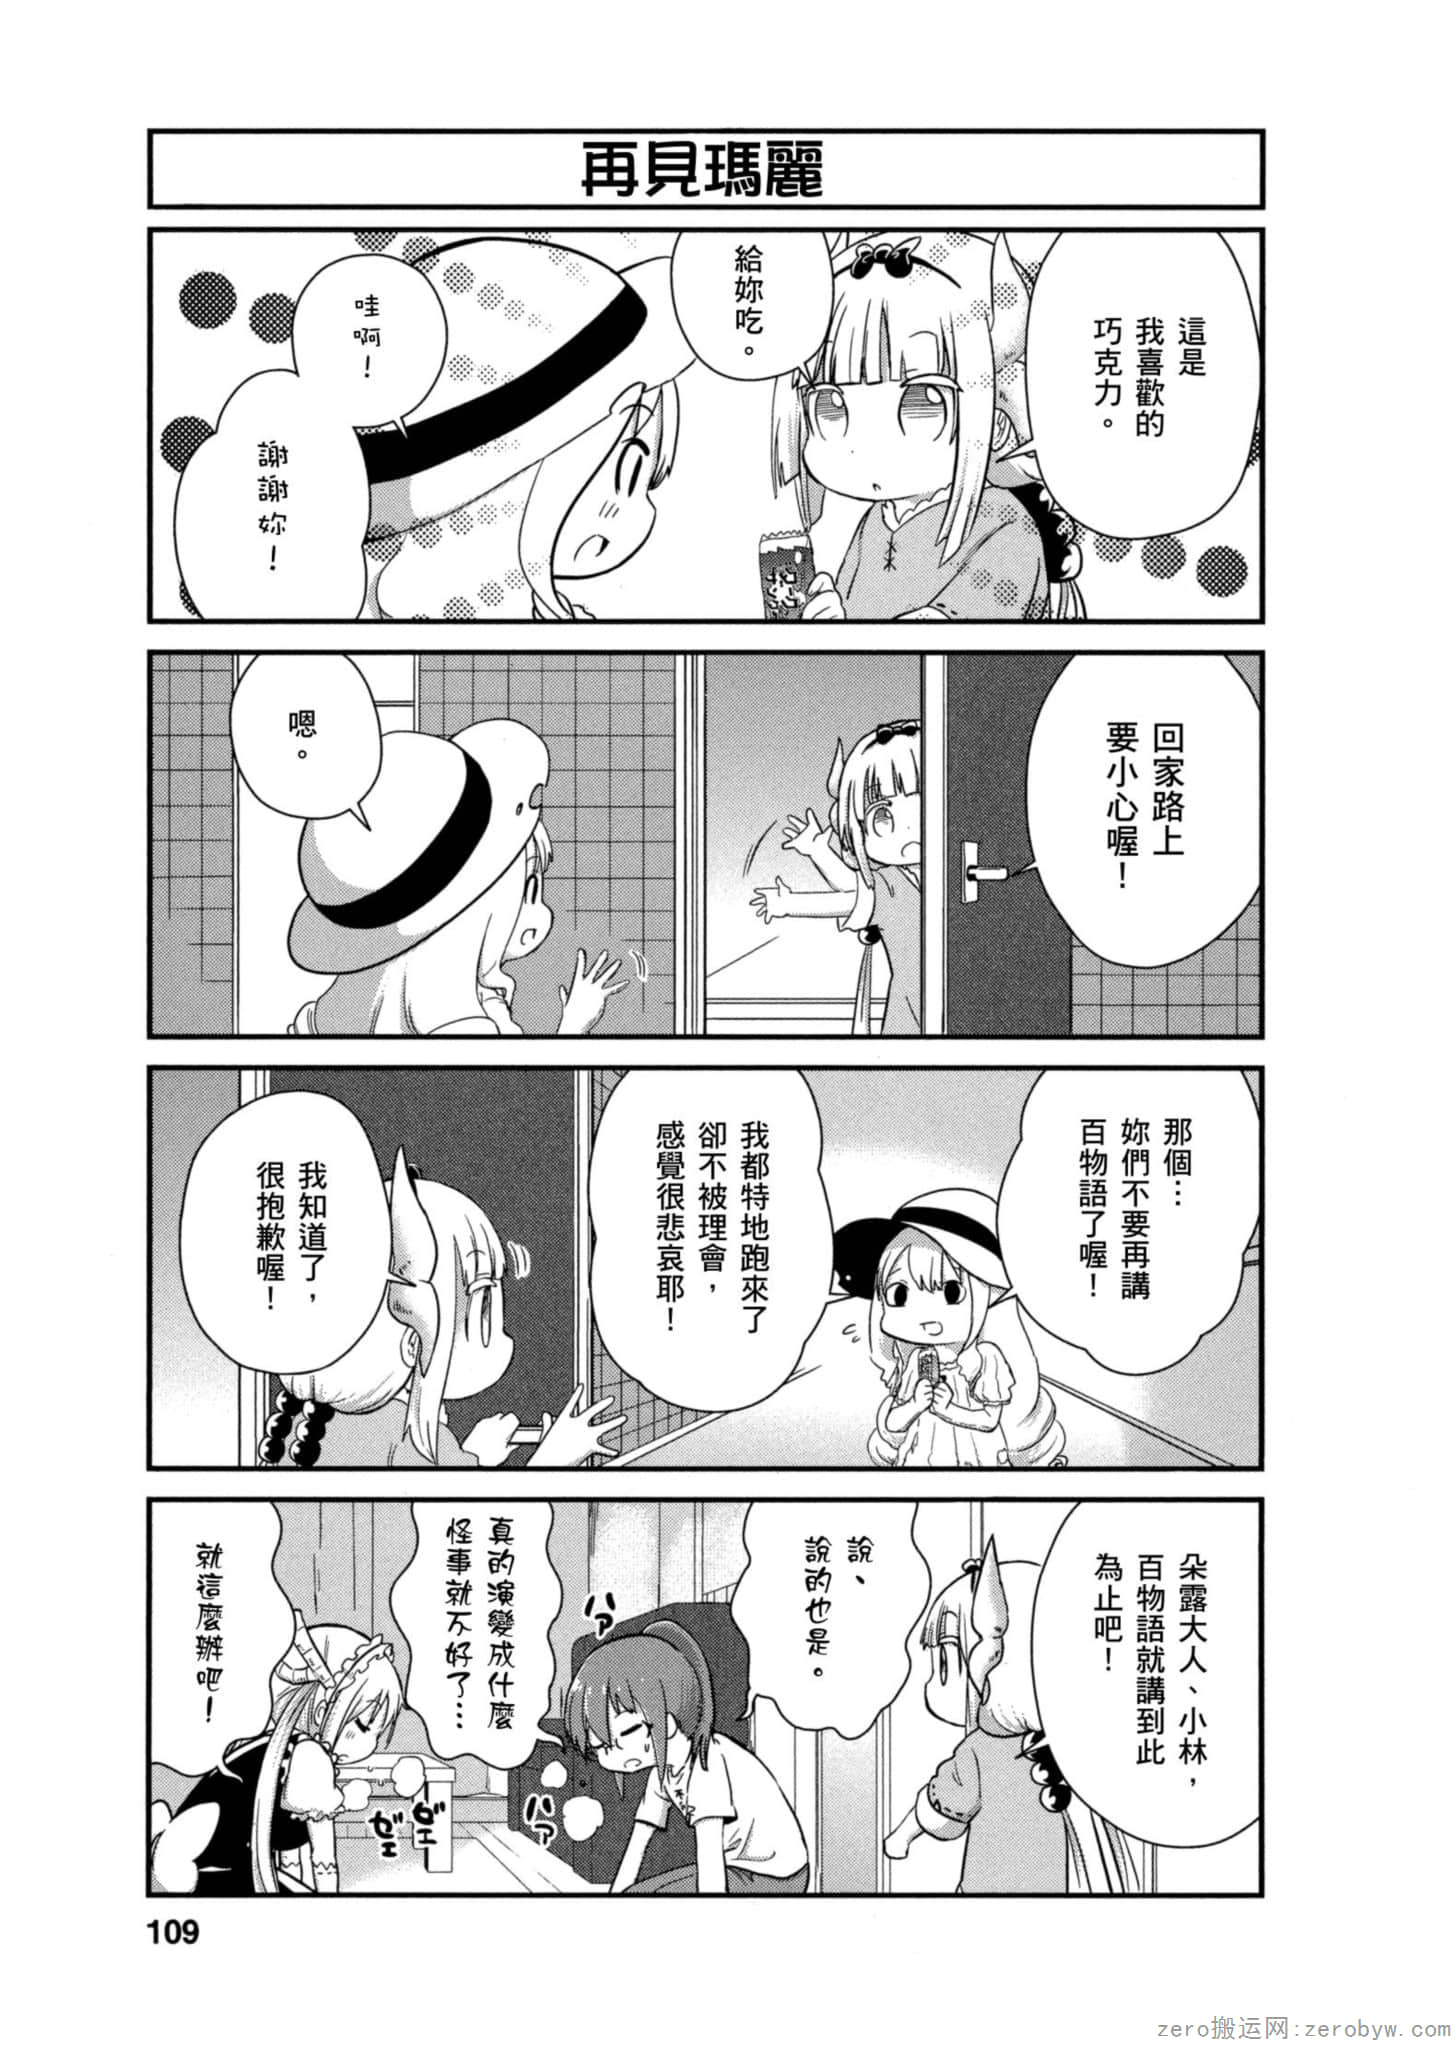 再見瑪麗
這是
我喜歡的
巧克力。
給妳吃。
哇啊！
謝謝妳！
回家路上
要小心喔！
嗯。
那個…
妳們不要再講
百物語了喔！
我都特地跑來了
卻不被理會，
感覺很悲哀耶！
我知道了，
很抱歉喔！
朵露大人、小林，
百物語就講到此
為止吧！
說、
說的也是。
ハァ
ハァ
真的演變成什麼
怪事就不好了…
ゼェ
ゼェ
就這麼辦吧！
109
zero搬运网:zerobyw.com